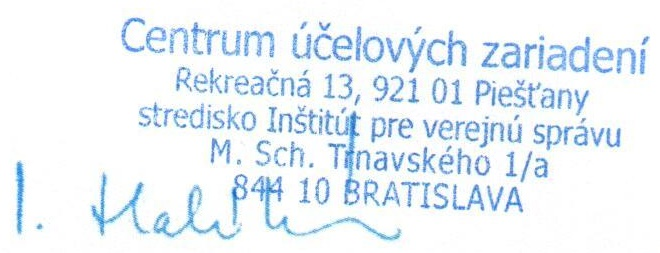 Centrum účelových zariadení
Rekreačná 13, 921 01 Piešťany
stredisko Inštitút pre verejnú správu
M. Sch. Trnavského 1/a
844 10 BRATISLAVA